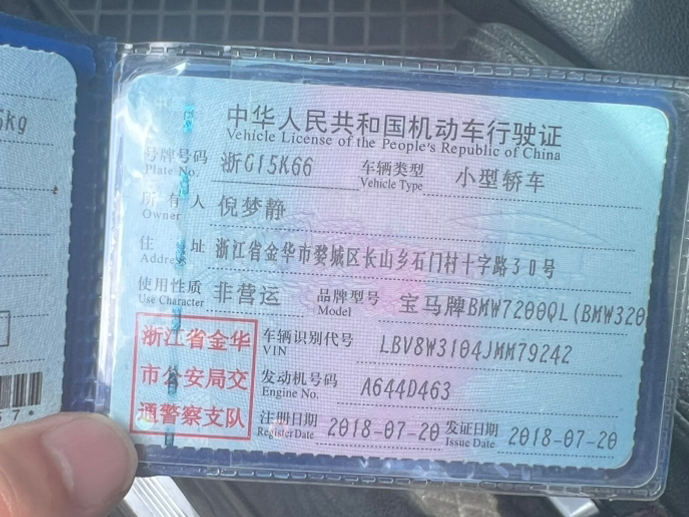 中华人民共和国机动车行驶证
Vehicle License of the People's Republic of China
号牌号码 浙G15K66 车辆类型 小型轿车
Plate No. Vehicle Type
所有人 倪梦静
Owner
住址 浙江省金华市婺城区长山乡石门村十字路30号
Address
使用性质 非营运 品牌型号 宝马牌BMW7200QL(BMW320
Use Character Model
浙江省金华
市公安局交
通警察支队
车辆识别代号 LBV8W3104JMM79242
VIN
发动机号码 A644D463
Engine No.
注册日期 2018-07-20 发证日期 2018-07-20
Register Date Issue Date
5kg
57*